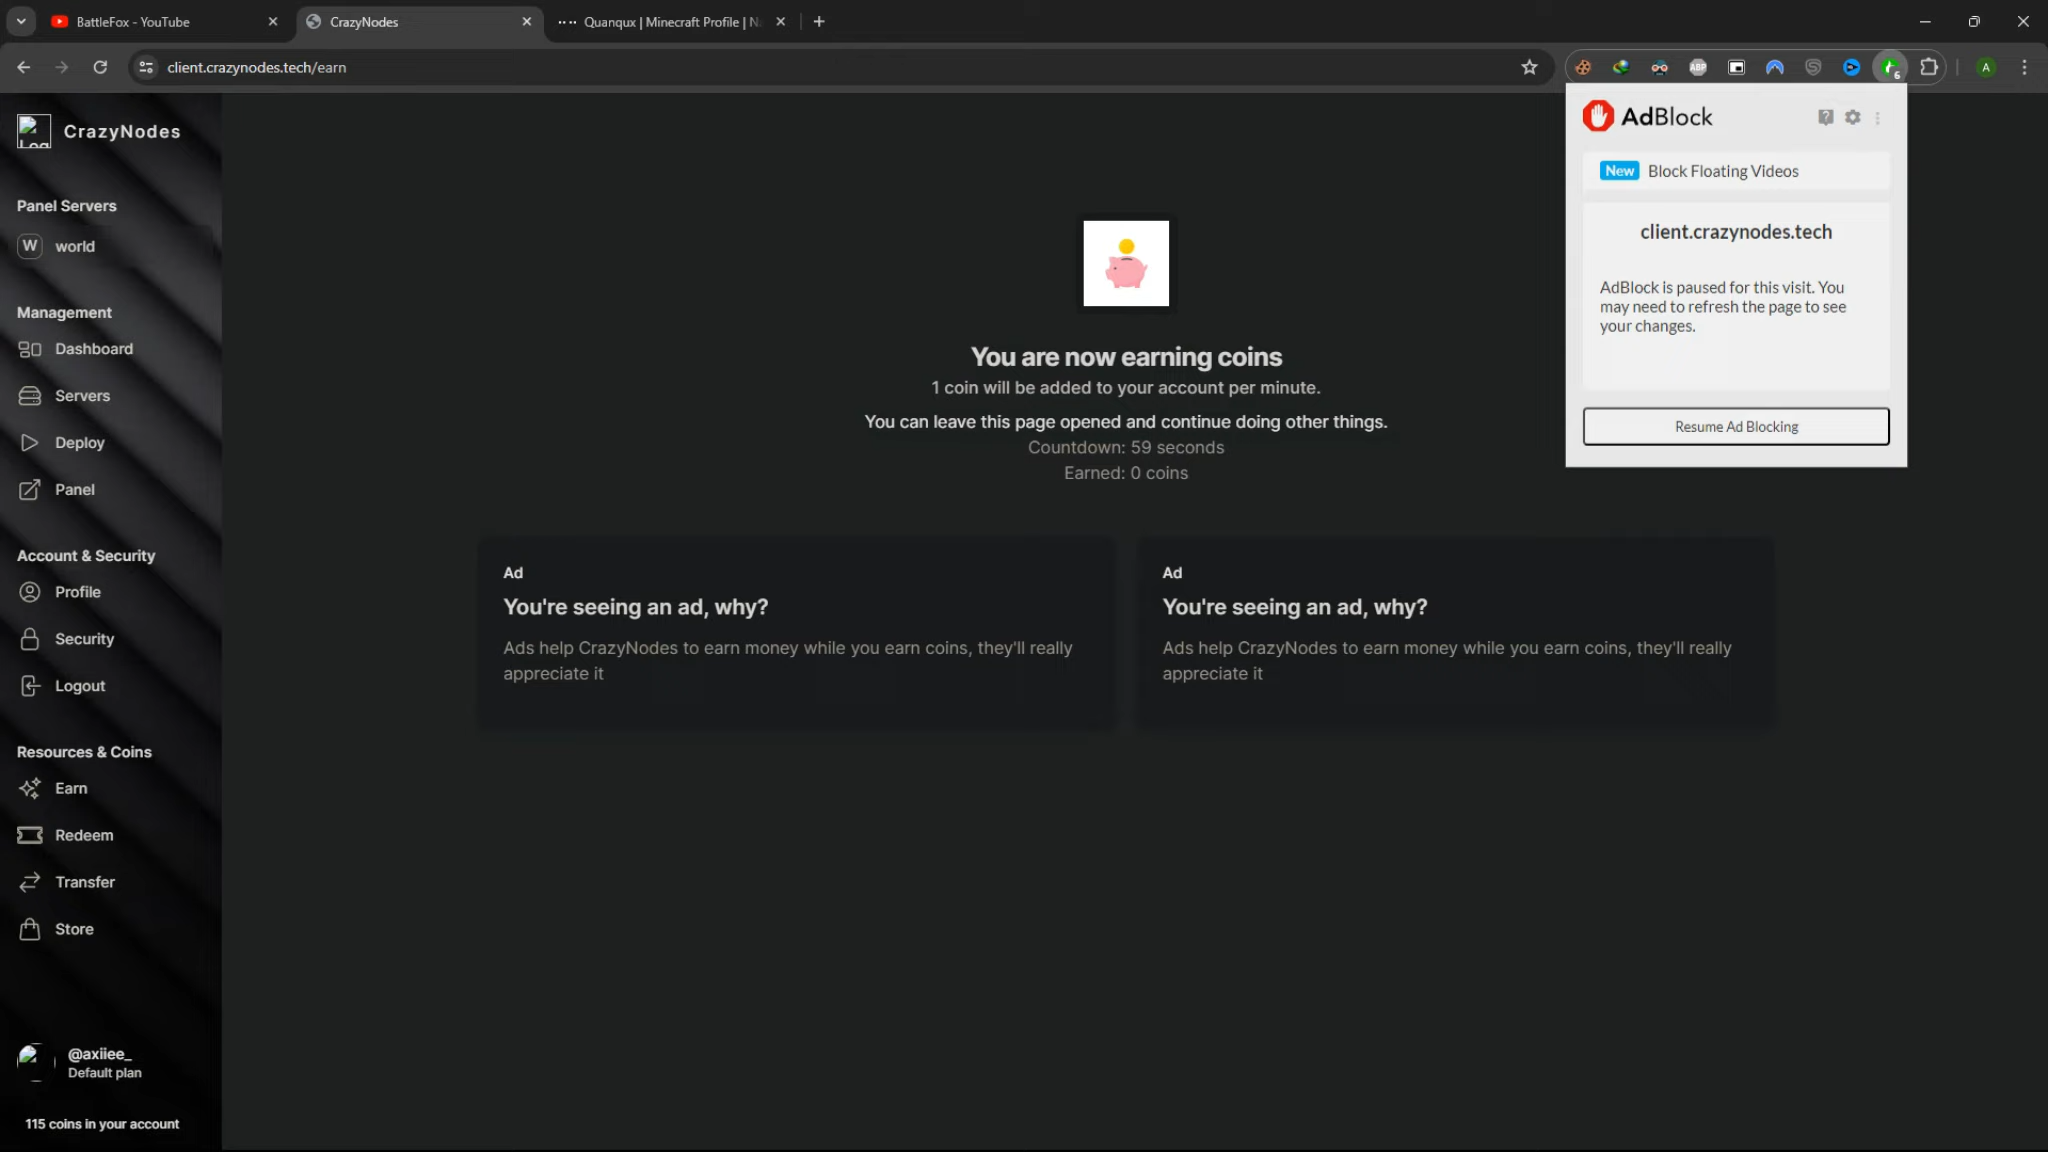 BattleFox - YouTube
CrazyNodes
Quanqux | Minecraft Profile | N
client.crazynodes.tech/earn
ABP
6
A
CrazyNodes
Panel Servers
W world
Management
Dashboard
Servers
Deploy
Panel
Account & Security
Profile
Security
Logout
Resources & Coins
Earn
Redeem
Transfer
Store
@axiiee_
Default plan
115 coins in your account
You are now earning coins
1 coin will be added to your account per minute.
You can leave this page opened and continue doing other things.
Countdown: 59 seconds
Earned: 0 coins
Ad
You're seeing an ad, why?
Ads help CrazyNodes to earn money while you earn coins, they'll really
appreciate it
Ad
You're seeing an ad, why?
Ads help CrazyNodes to earn money while you earn coins, they'll really
appreciate it
AdBlock
New Block Floating Videos
client.crazynodes.tech
AdBlock is paused for this visit. You
may need to refresh the page to see
your changes.
Resume Ad Blocking